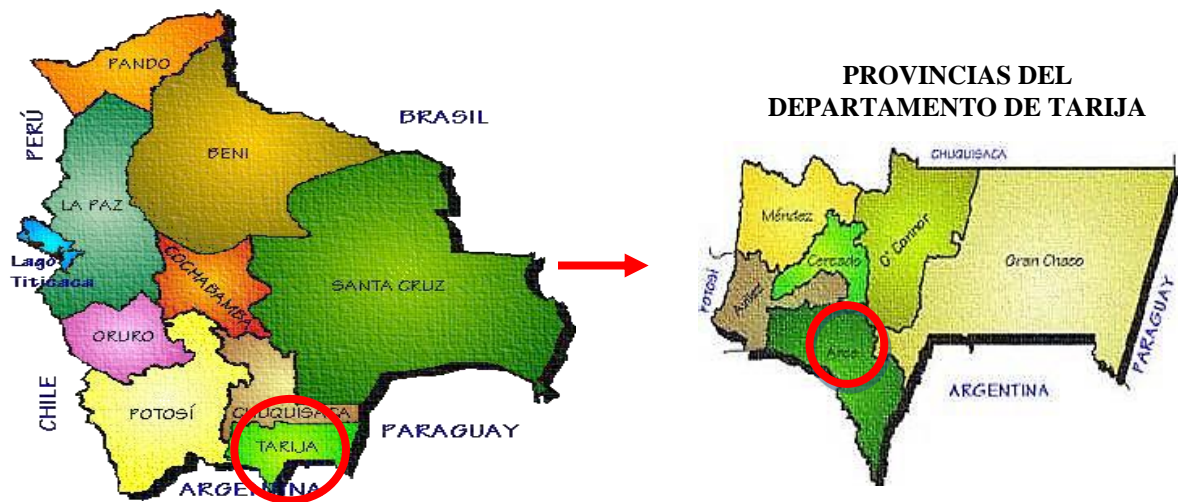 PANDO
PERÚ
BRASIL
BENI
LA PAZ
Lago
Titicaca
COCHABAMBA
SANTA CRUZ
ORURO
CHILE
POTOSÍ
CHUQUISACA
TARIJA
PARAGUAY
ARGENTINA
PROVINCIAS DEL
DEPARTAMENTO DE TARIJA
CHUQUISACA
Méndez
Cercado
O' Connor
Gran Chaco
POTOSÍ
Avilez
Arce
PARAGUAY
ARGENTINA